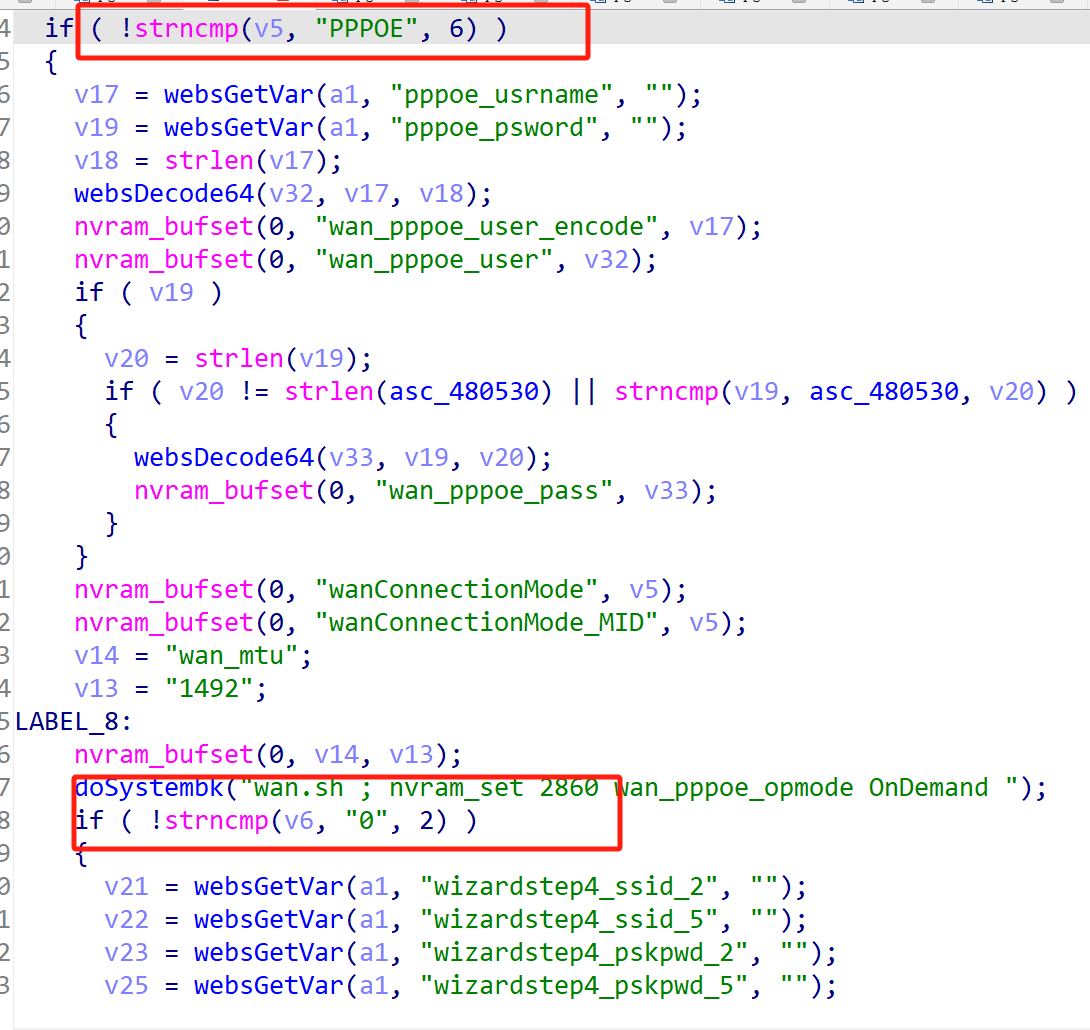 4 if ( !strncmp(v5, "PPPOE", 6) )
5 {
6 v17 = websGetVar(a1, "pppoe_usrname", "");
7 v19 = websGetVar(a1, "pppoe_psword", "");
8 v18 = strlen(v17);
9 websDecode64(v32, v17, v18);
0 nvram_bufset(0, "wan_pppoe_user_encode", v17);
1 nvram_bufset(0, "wan_pppoe_user", v32);
2 if ( v19 )
3 {
4 v20 = strlen(v19);
5 if ( v20 != strlen(asc_480530) || strncmp(v19, asc_480530, v20) )
6 {
7 websDecode64(v33, v19, v20);
8 nvram_bufset(0, "wan_pppoe_pass", v33);
9 }
0 }
1 nvram_bufset(0, "wanConnectionMode", v5);
2 nvram_bufset(0, "wanConnectionMode_MID", v5);
3 v14 = "wan_mtu";
4 v13 = "1492";
5 LABEL_8:
6 nvram_bufset(0, v14, v13);
7 doSystembk("wan.sh ; nvram_set 2860 wan_pppoe_opmode OnDemand ");
8 if ( !strncmp(v6, "0", 2) )
9 {
0 v21 = websGetVar(a1, "wizardstep4_ssid_2", "");
1 v22 = websGetVar(a1, "wizardstep4_ssid_5", "");
2 v23 = websGetVar(a1, "wizardstep4_pskpwd_2", "");
3 v25 = websGetVar(a1, "wizardstep4_pskpwd_5", "");